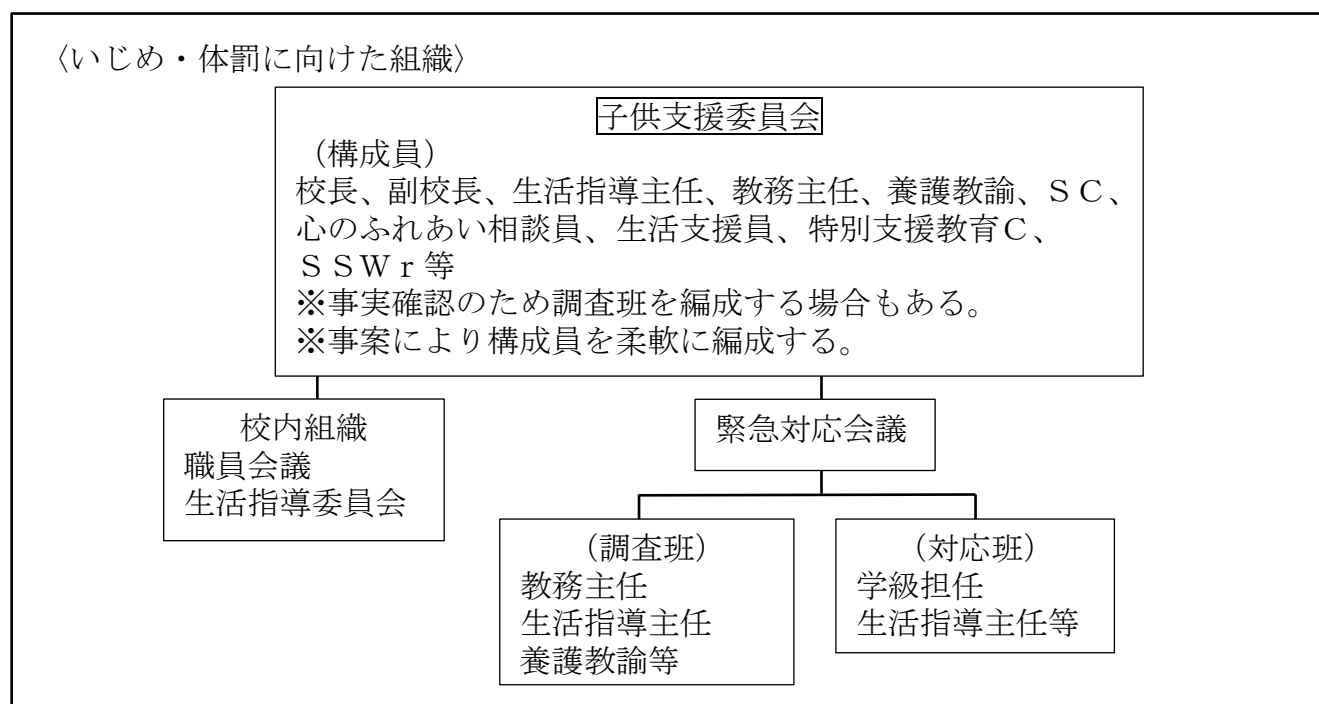 〈いじめ・体罰に向けた組織〉
子供支援委員会
（構成員）
校長、副校長、生活指導主任、教務主任、養護教諭、ＳＣ、
心のふれあい相談員、生活支援員、特別支援教育Ｃ、
ＳＳＷｒ等
※事実確認のため調査班を編成する場合もある。
※事案により構成員を柔軟に編成する。
校内組織
職員会議
生活指導委員会
緊急対応会議
（調査班）
教務主任
生活指導主任
養護教諭等
（対応班）
学級担任
生活指導主任等